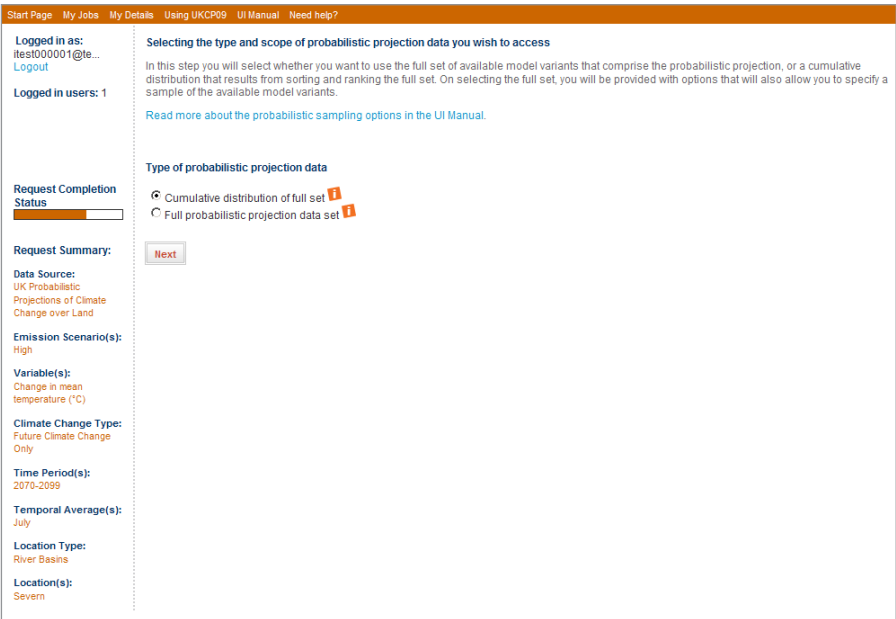 Start Page My Jobs My Details Using UKCP09 UI Manual Need help?
Logged in as:
itest000001@te...
Logout
Logged in users: 1
Request Completion
Status
Request Summary:
Data Source:
UK Probabilistic
Projections of Climate
Change over Land
Emission Scenario(s):
High
Variable(s):
Change in mean
temperature (°C)
Climate Change Type:
Future Climate Change
Only
Time Period(s):
2070-2099
Temporal Average(s):
July
Location Type:
River Basins
Location(s):
Severn
Selecting the type and scope of probabilistic projection data you wish to access
In this step you will select whether you want to use the full set of available model variants that comprise the probabilistic projection, or a cumulative
distribution that results from sorting and ranking the full set. On selecting the full set, you will be provided with options that will also allow you to specify a
sample of the available model variants.
Read more about the probabilistic sampling options in the UI Manual.
Type of probabilistic projection data
Cumulative distribution of full set i
Full probabilistic projection data set i
Next